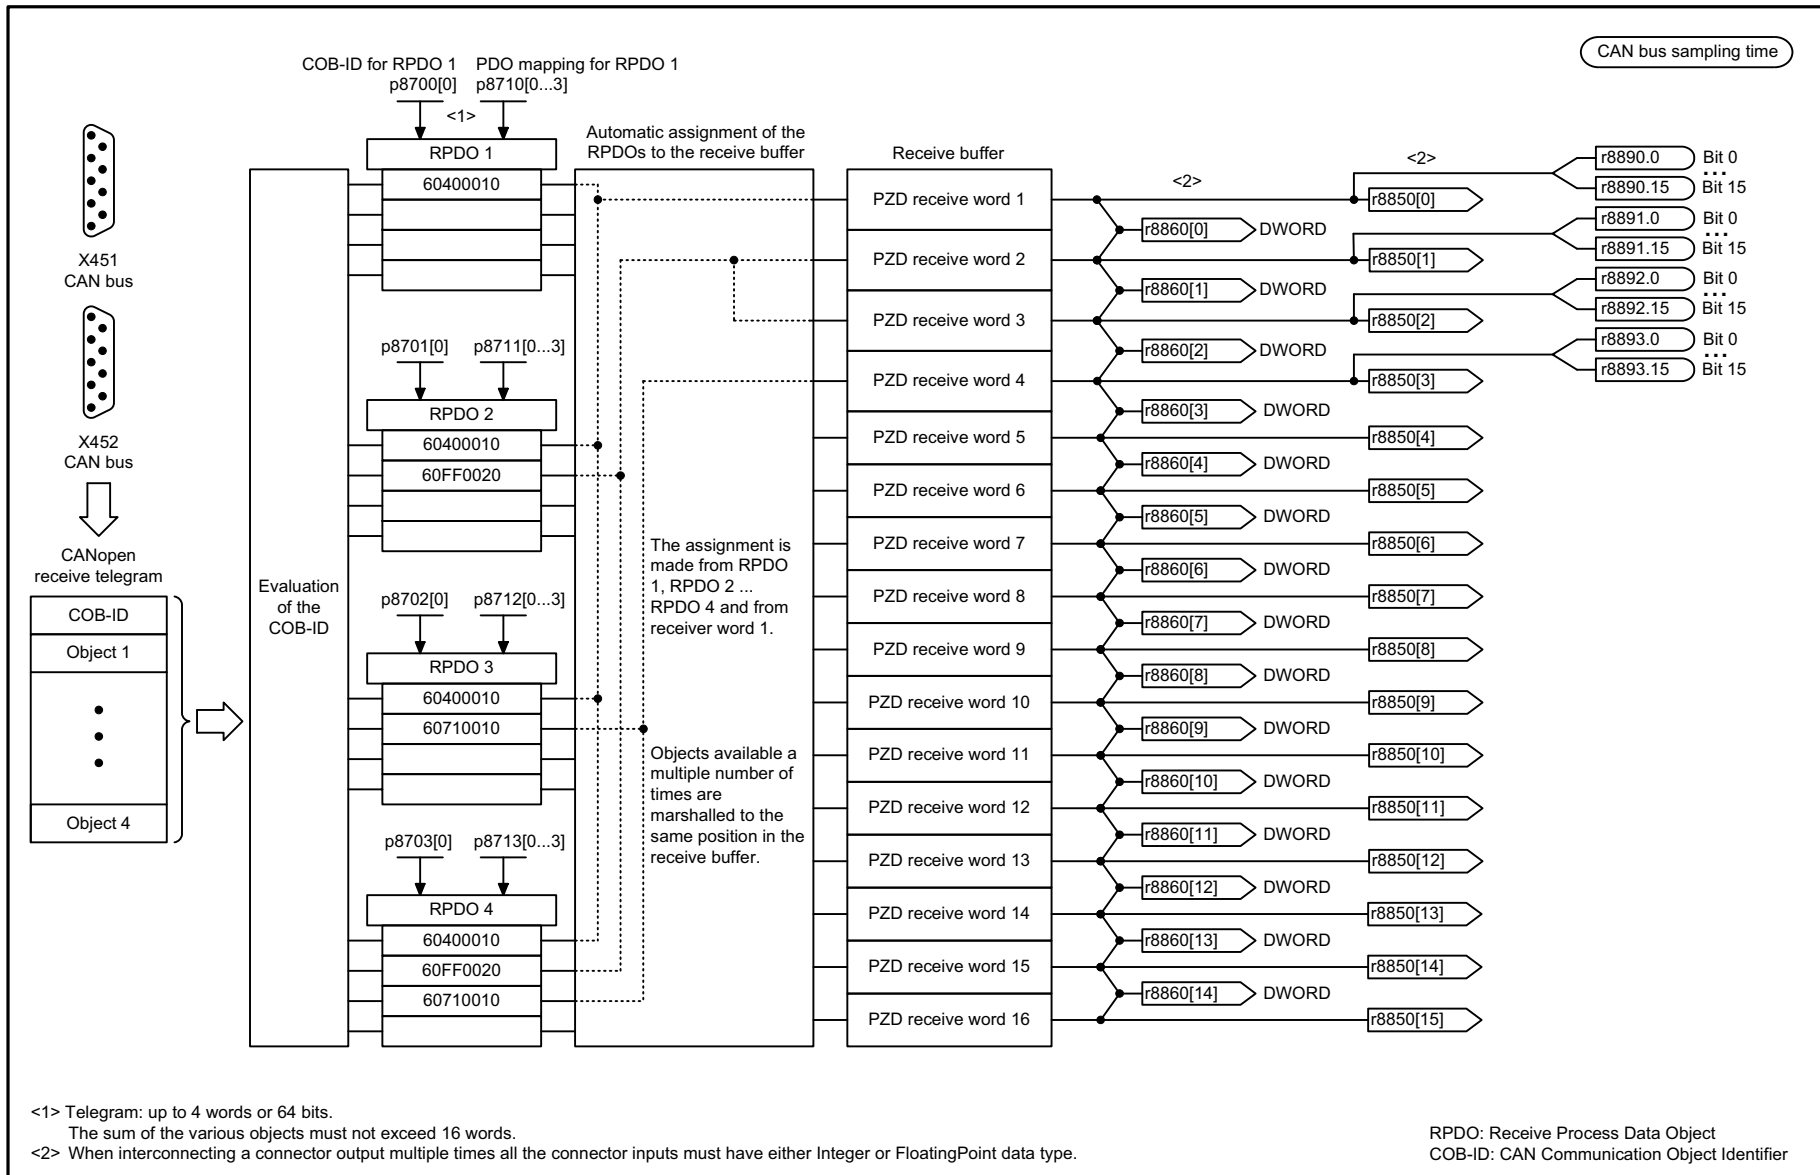 CAN bus sampling time
COB-ID for RPDO 1
p8700[0]
PDO mapping for RPDO 1
p8710[0...3]
<1>
X451
CAN bus
X452
CAN bus
CANopen
receive telegram
COB-ID
Object 1
Object 4
Evaluation
of the
COB-ID
RPDO 1
60400010
p8701[0]
p8711[0...3]
RPDO 2
60400010
60FF0020
p8702[0]
p8712[0...3]
RPDO 3
60400010
60710010
p8703[0]
p8713[0...3]
RPDO 4
60400010
60FF0020
60710010
Automatic assignment of the
RPDOs to the receive buffer
The assignment is
made from RPDO
1, RPDO 2 ...
RPDO 4 and from
receiver word 1.
Objects available a
multiple number of
times are
marshalled to the
same position in the
receive buffer.
Receive buffer
PZD receive word 1
PZD receive word 2
PZD receive word 3
PZD receive word 4
PZD receive word 5
PZD receive word 6
PZD receive word 7
PZD receive word 8
PZD receive word 9
PZD receive word 10
PZD receive word 11
PZD receive word 12
PZD receive word 13
PZD receive word 14
PZD receive word 15
PZD receive word 16
<2>
r8860[0] DWORD
r8860[1] DWORD
r8860[2] DWORD
r8860[3] DWORD
r8860[4] DWORD
r8860[5] DWORD
r8860[6] DWORD
r8860[7] DWORD
r8860[8] DWORD
r8860[9] DWORD
r8860[10] DWORD
r8860[11] DWORD
r8860[12] DWORD
r8860[13] DWORD
r8860[14] DWORD
<2>
r8850[0]
r8850[1]
r8850[2]
r8850[3]
r8850[4]
r8850[5]
r8850[6]
r8850[7]
r8850[8]
r8850[9]
r8850[10]
r8850[11]
r8850[12]
r8850[13]
r8850[14]
r8850[15]
r8890.0 Bit 0
...
r8890.15 Bit 15
r8891.0 Bit 0
...
r8891.15 Bit 15
r8892.0 Bit 0
...
r8892.15 Bit 15
r8893.0 Bit 0
...
r8893.15 Bit 15
<1> Telegram: up to 4 words or 64 bits.
The sum of the various objects must not exceed 16 words.
<2> When interconnecting a connector output multiple times all the connector inputs must have either Integer or FloatingPoint data type.
RPDO: Receive Process Data Object
COB-ID: CAN Communication Object Identifier